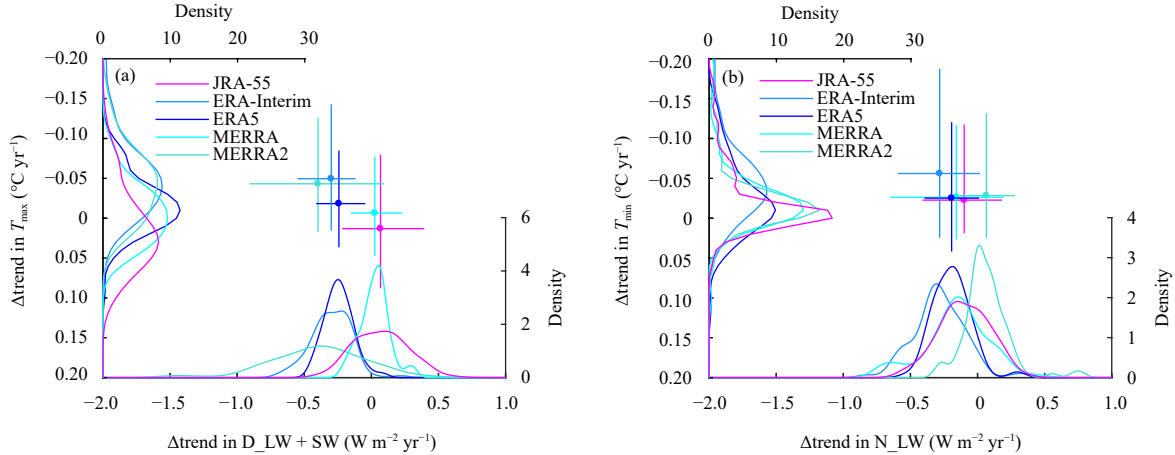 Density
0 10 20 30
−0.20
−0.15
−0.10
−0.05
0
0.05
0.10
0.15
0.20
Δtrend in Tmax (°C yr−1)
(a)
JRA-55
ERA-Interim
ERA5
MERRA
MERRA2
6
4
2
0
Density
−2.0 −1.5 −1.0 −0.5 0 0.5 1.0
Δtrend in D_LW + SW (W m−2 yr−1)
Density
0 10 20 30
−0.20
−0.15
−0.10
−0.05
0
0.05
0.10
0.15
0.20
Δtrend in Tmin (°C yr−1)
(b)
JRA-55
ERA-Interim
ERA5
MERRA
MERRA2
4
3
2
1
0
Density
−2.0 −1.5 −1.0 −0.5 0 0.5 1.0
Δtrend in N_LW (W m−2 yr−1)